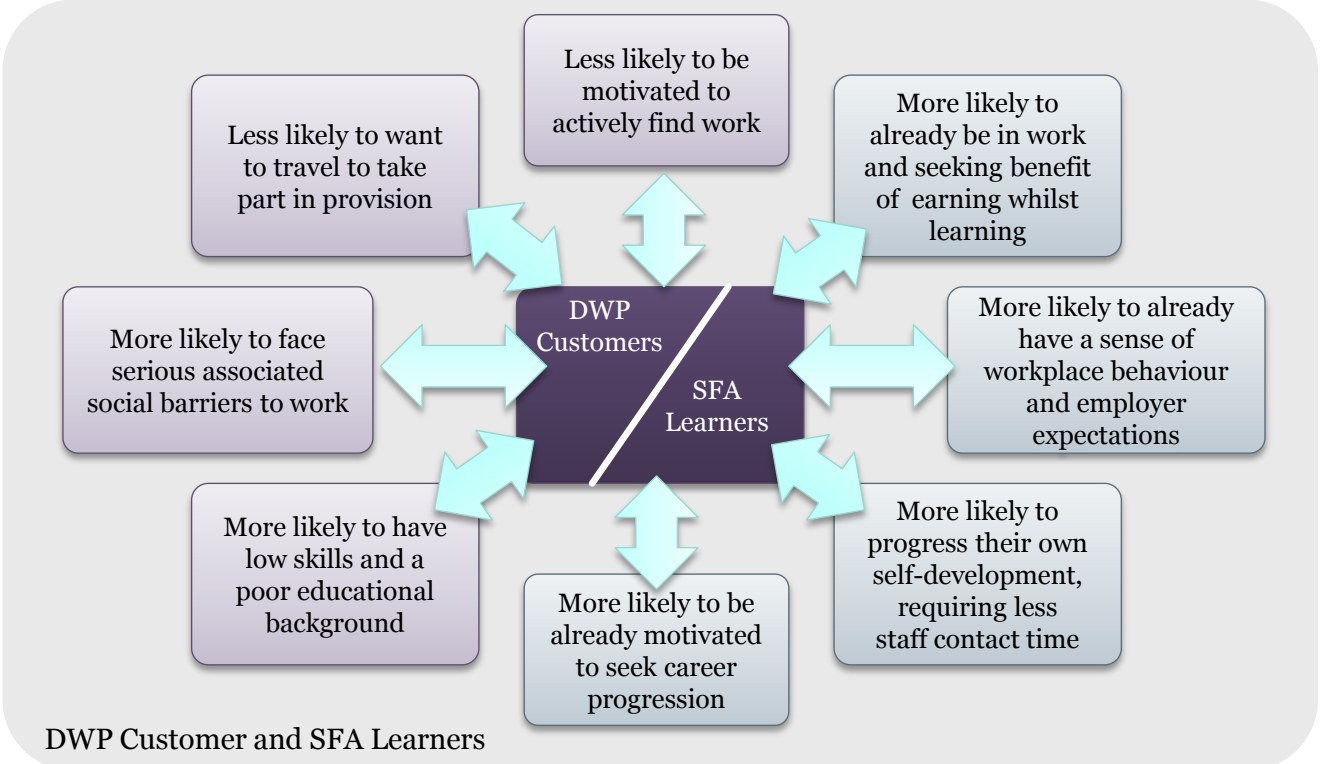 Less likely to be
motivated to
actively find work
Less likely to want
to travel to take
part in provision
More likely to
already be in work
and seeking benefit
of earning whilst
learning
More likely to face
serious associated
social barriers to work
DWP
Customers
SFA
Learners
More likely to already
have a sense of
workplace behaviour
and employer
expectations
More likely to have
low skills and a
poor educational
background
More likely to be
already motivated
to seek career
progression
More likely to
progress their own
self-development,
requiring less
staff contact time
DWP Customer and SFA Learners